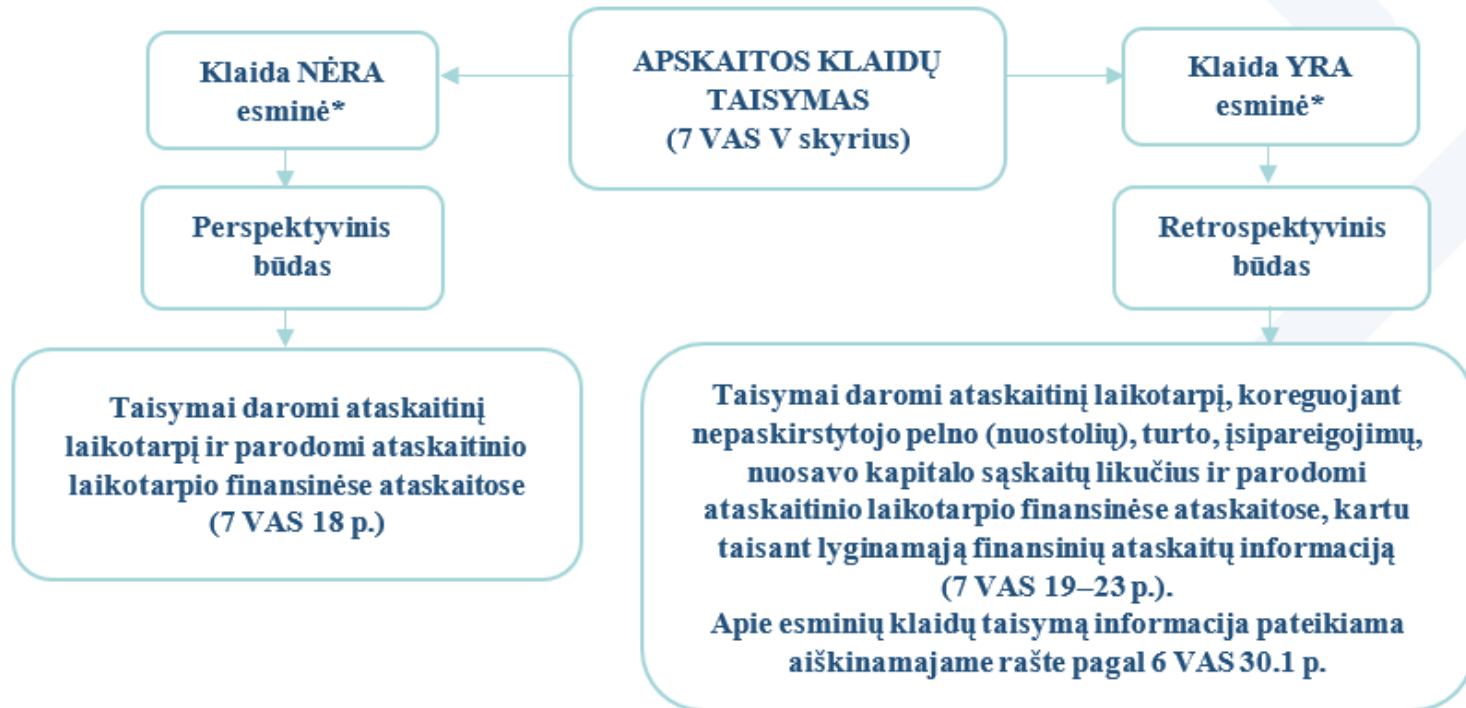 APSKAITOS KLAIDŲ
TAISYMAS
(7 VAS V skyrius)
Klaida NĖRA
esminė*
Perspektyvinis
būdas
Taisymai daromi ataskaitinį
laikotarpį ir parodomi ataskaitinio
laikotarpio finansinėse ataskaitose
(7 VAS 18 p.)
Klaida YRA
esminė*
Retrospektyvinis
būdas
Taisymai daromi ataskaitinį laikotarpį, koreguojant
nepaskirstytojo pelno (nuostolių), turto, įsipareigojimų,
nuosavo kapitalo sąskaitų likučius ir parodomi
ataskaitinio laikotarpio finansinėse ataskaitose, kartu
taisant lyginamąją finansinių ataskaitų informaciją
(7 VAS 19–23 p.).
Apie esminių klaidų taisymą informacija pateikiama
aiškinamajame rašte pagal 6 VAS 30.1 p.